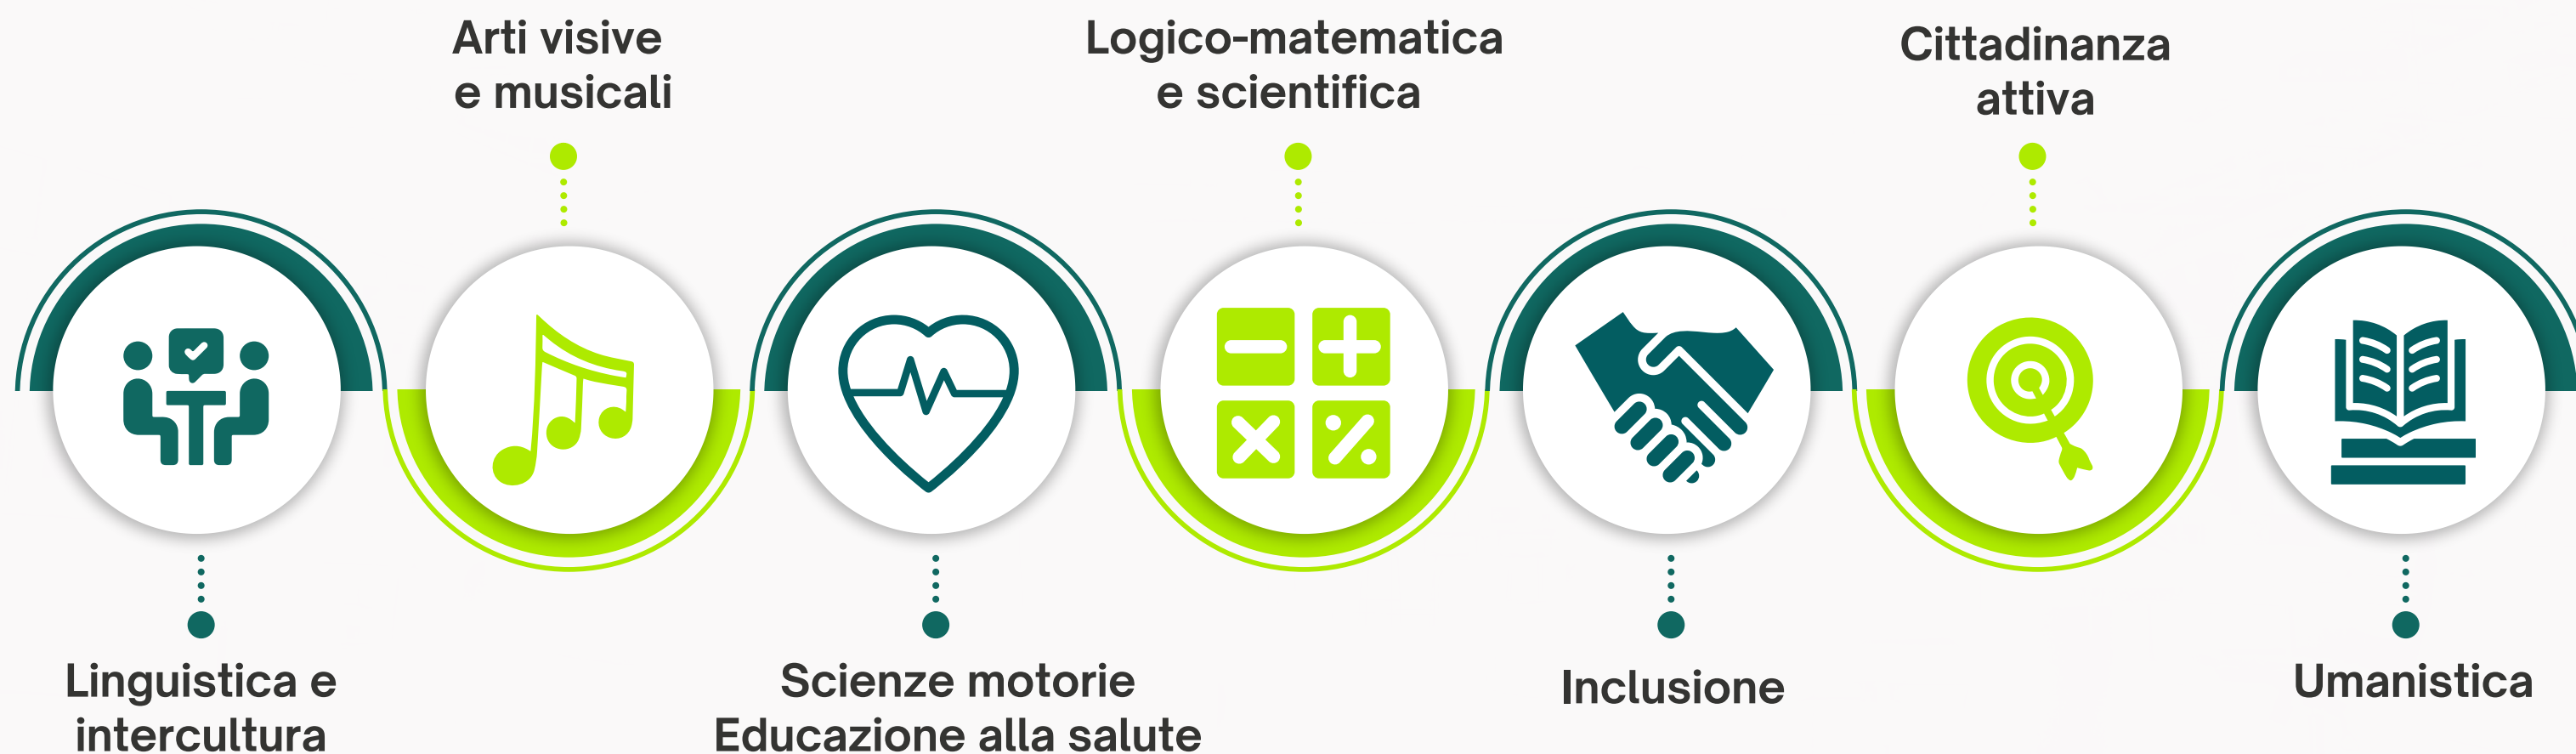 Arti visive
e musicali
Logico-matematica
e scientifica
Cittadinanza
attiva
Linguistica e
intercultura
Scienze motorie
Educazione alla salute
Inclusione
Umanistica